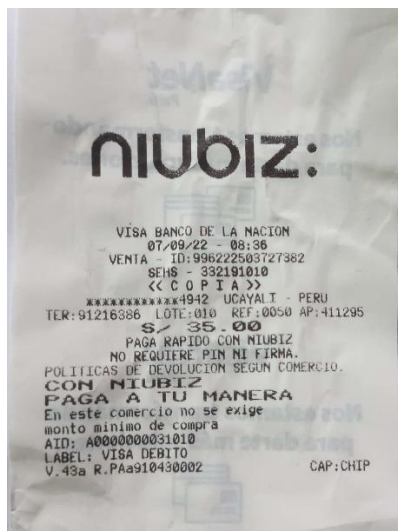 niubiz:
VISA BANCO DE LA NACION
07/09/22 - 08:36
VENTA - ID:996222503727382
SEHS - 332191010
<< C O P I A >>
************4942 UCAYALI - PERU
TER:91216386 LOTE:010 REF:0050 AP:411295
S/ 35.00
PAGA RAPIDO CON NIUBIZ
NO REQUIERE PIN NI FIRMA.
POLITICAS DE DEVOLUCION SEGUN COMERCIO.
CON NIUBIZ
PAGA A TU MANERA
En este comercio no se exige
monto minimo de compra
AID: A0000000031010
LABEL: VISA DEBITO
V.43a R.PAa910430002 CAP:CHIP